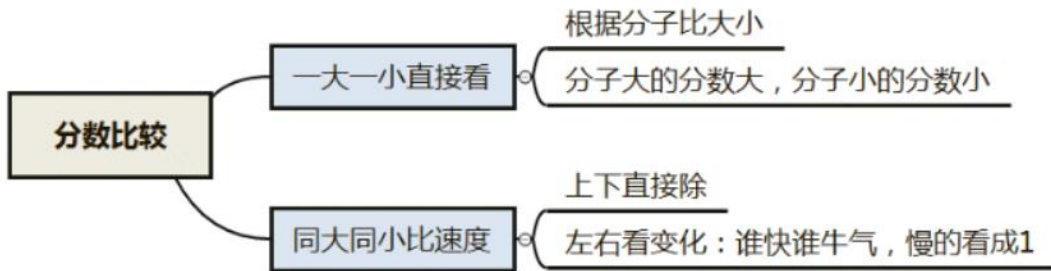 分数比较
一大一小直接看
根据分子比大小
分子大的分数大，分子小的分数小
同大同小比速度
上下直接除
左右看变化：谁快谁牛气，慢的看成1